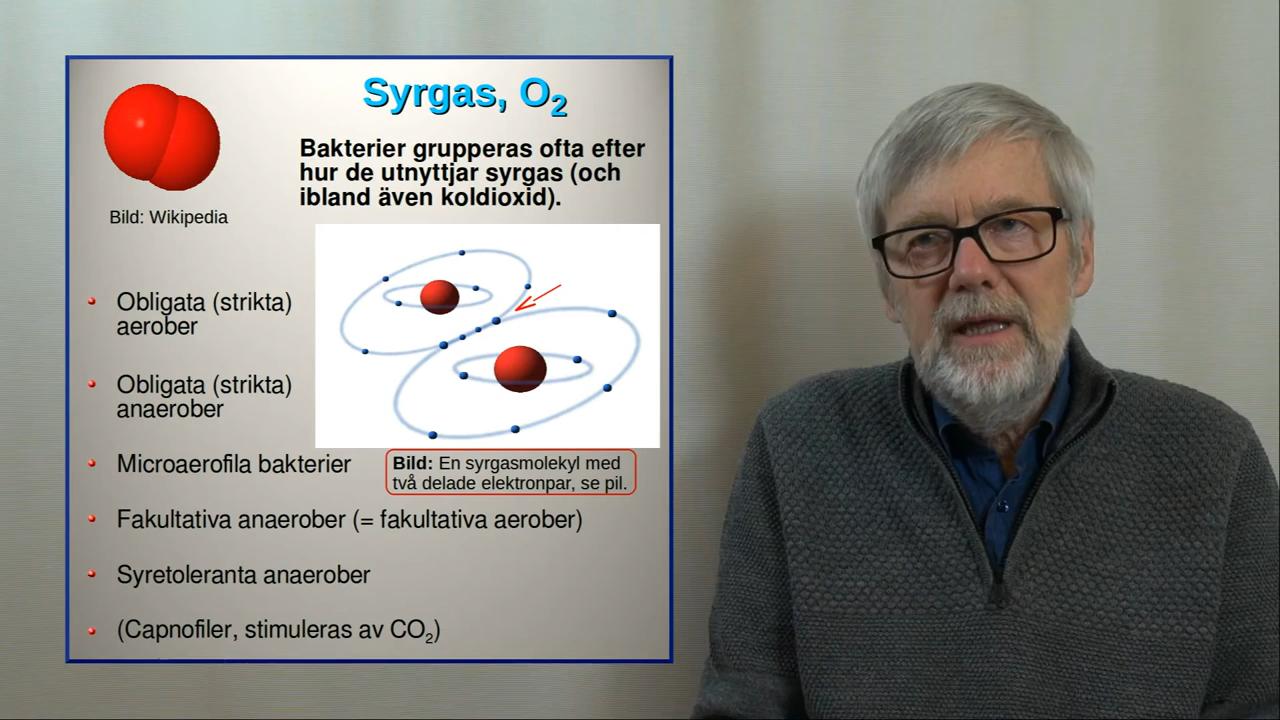 Syrgas, O₂
Bakterier grupperas ofta efter
hur de utnyttjar syrgas (och
ibland även koldioxid).
Bild: Wikipedia
Obligata (strikta)
aerober
Obligata (strikta)
anaerober
Microaerofila bakterier
Bild: En syrgasmolekyl med
två delade elektronpar, se pil.
Fakultativa anaerober (= fakultativa aerober)
Syretoleranta anaerober
(Capnofiler, stimuleras av CO₂)